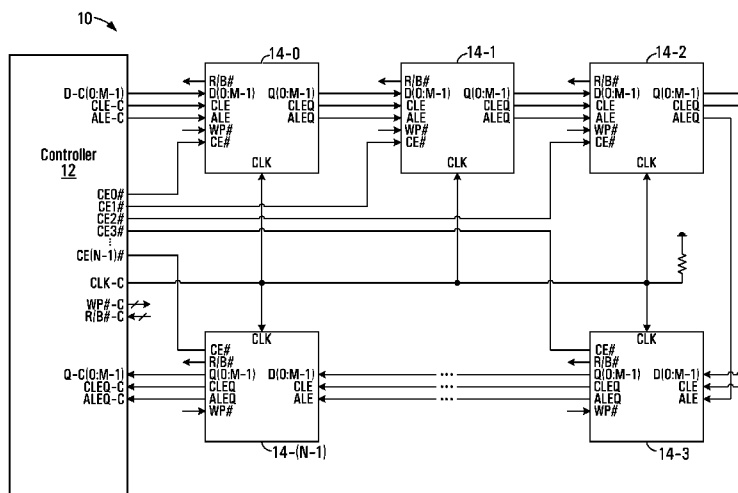 10
14-0
14-1
14-2
R/B#
D(0:M-1)
CLE
ALE
WP#
CE#
Q(0:M-1)
CLEQ
ALEQ
CLK
R/B#
D(0:M-1)
CLE
ALE
WP#
CE#
Q(0:M-1)
CLEQ
ALEQ
CLK
R/B#
D(0:M-1)
CLE
ALE
WP#
CE#
Q(0:M-1)
CLEQ
ALEQ
CLK
D-C(0:M-1)
CLE-C
ALE-C
Controller
12
CE0#
CE1#
CE2#
CE3#
CE(N-1)#
CLK-C
WP#-C
R/B#-C
Q-C(0:M-1)
CLEQ-C
ALEQ-C
CLK
CE#
R/B#
Q(0:M-1)
CLEQ
ALEQ
WP#
D(0:M-1)
CLE
ALE
CLK
CE#
R/B#
Q(0:M-1)
CLEQ
ALEQ
WP#
D(0:M-1)
CLE
ALE
14-(N-1)
14-3